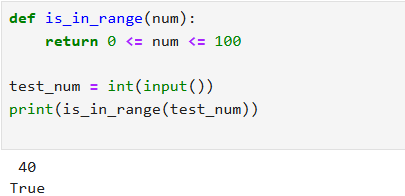 def is_in_range(num):
    return 0 <= num <= 100
test_num = int(input())
print(is_in_range(test_num))
40
True